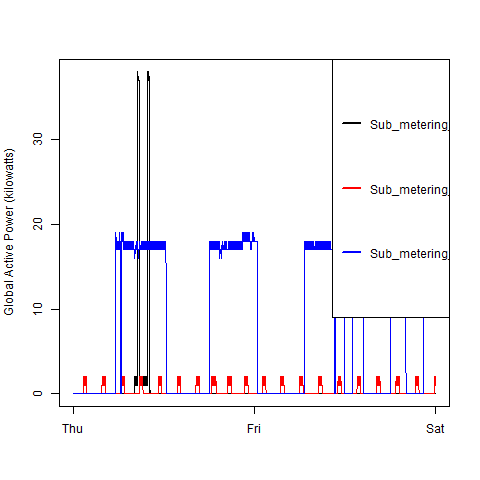 Global Active Power (kilowatts)
30
20
10
0
Sub_metering_
Sub_metering_
Sub_metering_
Thu Fri Sat